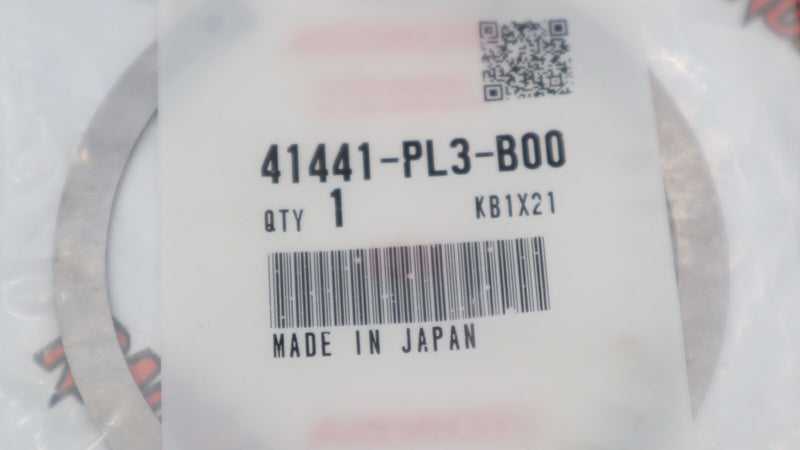 41441-PL3-B00
QTY 1 KB1X21
MADE IN JAPAN